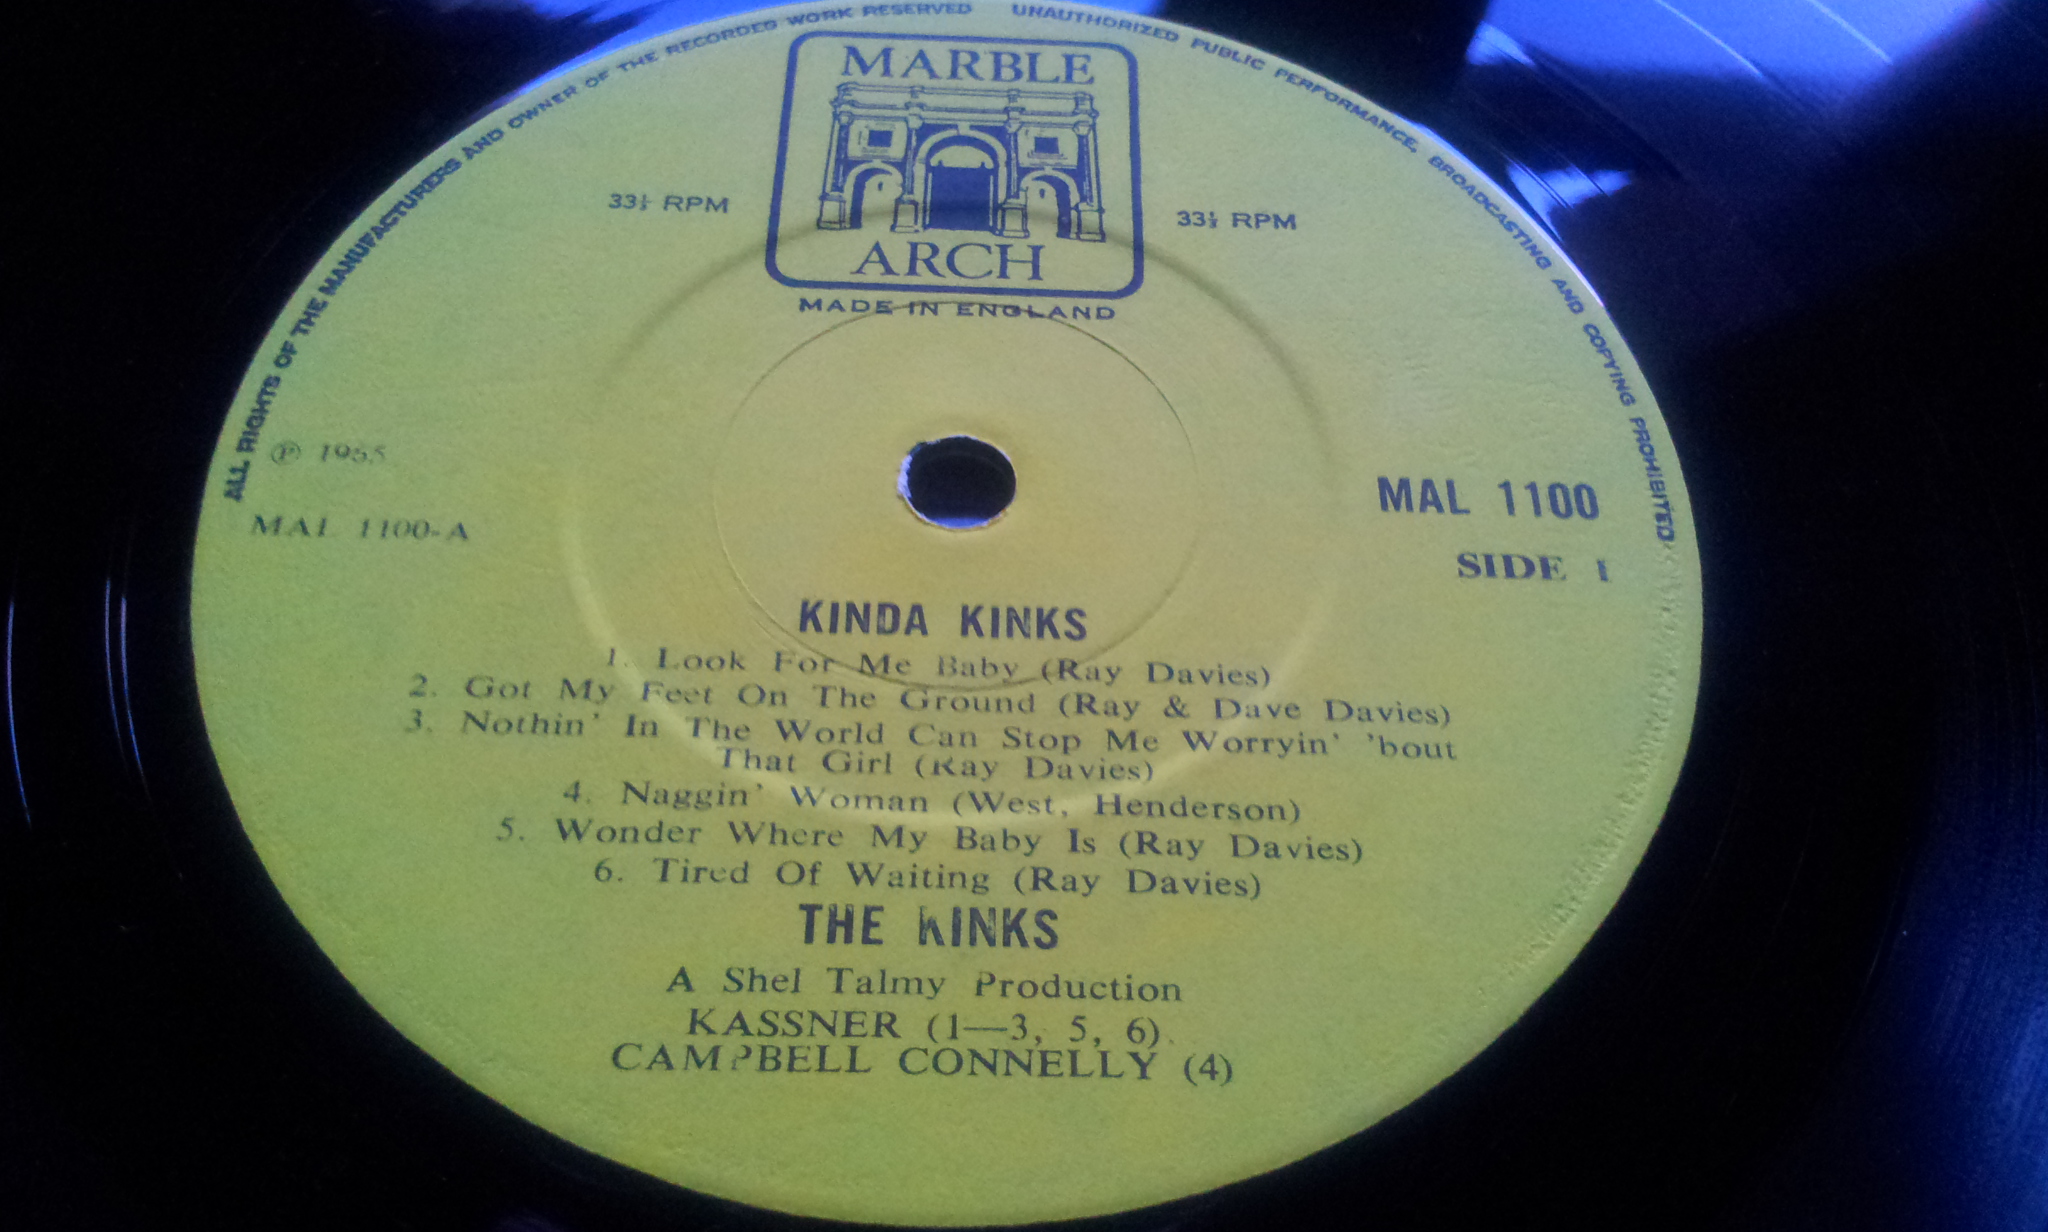 ALL RIGHTS OF THE MANUFACTURERS AND OWNER OF THE RECORDED WORK RESERVED UNAUTHORIZED PUBLIC PERFORMANCE, BROADCASTING AND COPYING PROHIBITED
MARBLE
ARCH
33⅓ RPM
33⅓ RPM
MADE IN ENGLAND
℗ 1965
MAL 1100-A
MAL 1100
SIDE 1
KINDA KINKS
1. Look For Me Baby (Ray Davies)
2. Got My Feet On The Ground (Ray & Dave Davies)
3. Nothin' In The World Can Stop Me Worryin' 'bout
That Girl (Ray Davies)
4. Naggin' Woman (West, Henderson)
5. Wonder Where My Baby Is (Ray Davies)
6. Tired Of Waiting (Ray Davies)
THE KINKS
A Shel Talmy Production
KASSNER (1—3, 5, 6)
CAMPBELL CONNELLY (4)